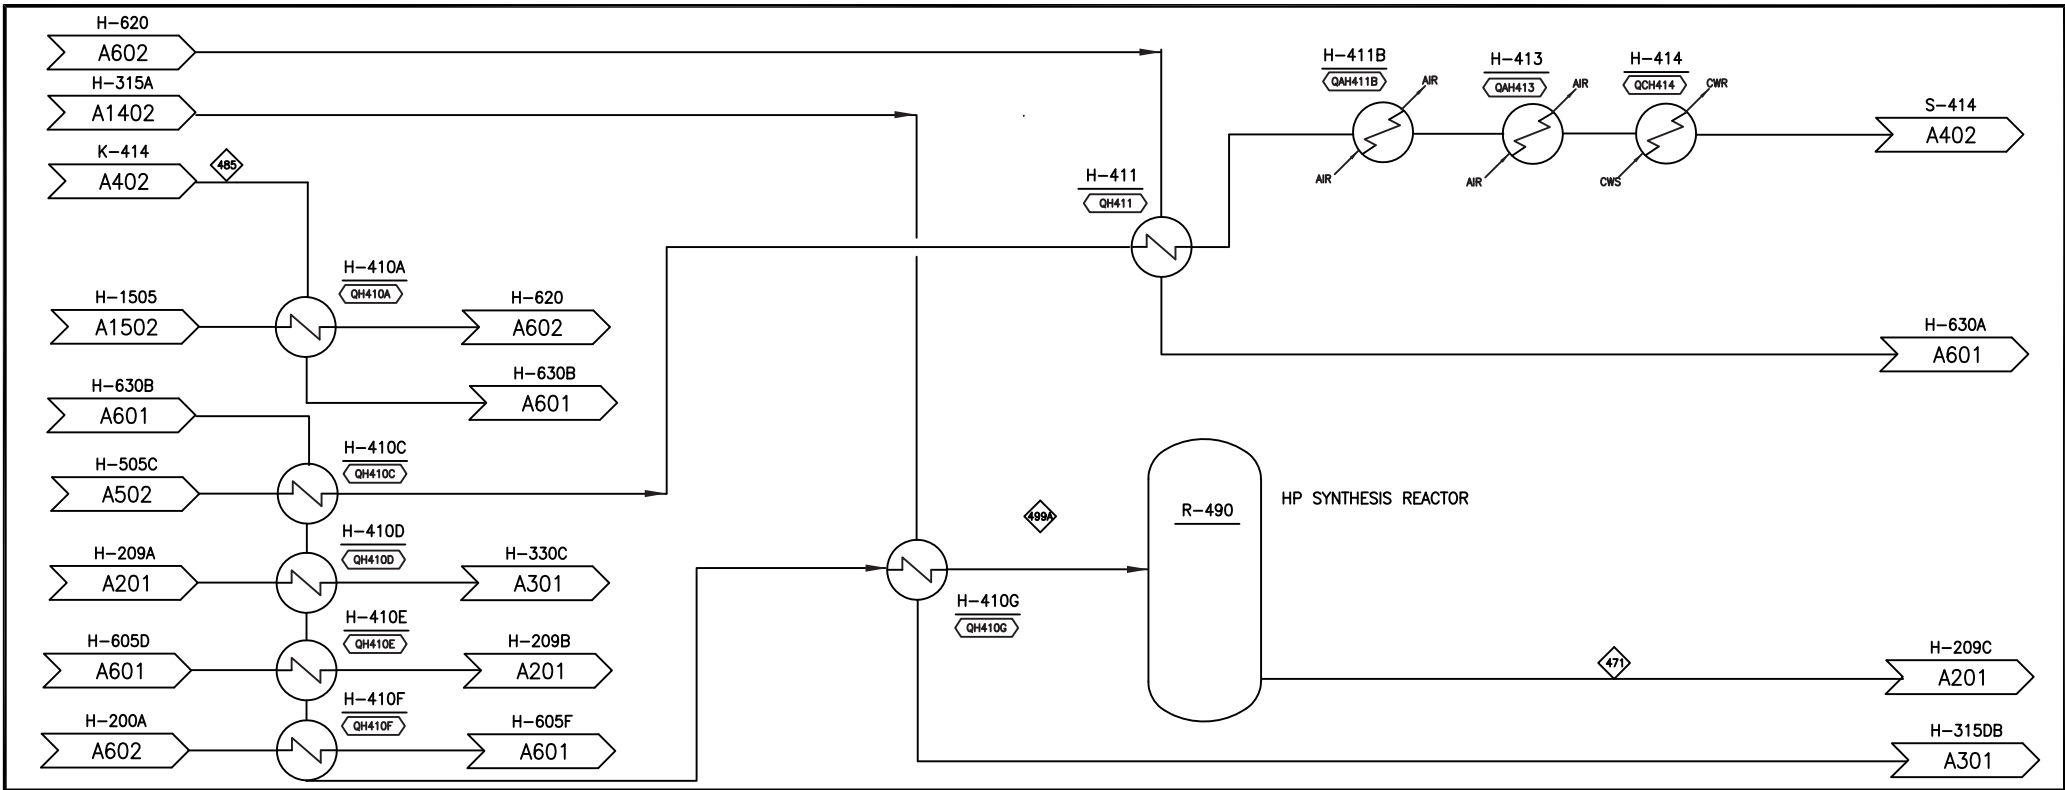 H-620
A602
H-315A
A1402
K-414
A402
485
H-1505
A1502
H-410A
QH410A
H-620
A602
H-630B
A601
H-630B
A601
H-505C
A502
H-410C
QH410C
H-209A
A201
H-410D
QH410D
H-330C
A301
H-605D
A601
H-410E
QH410E
H-209B
A201
H-200A
A602
H-410F
QH410F
H-605F
A601
H-411
QH411
H-411B
QAH411B
AIR
AIR
H-413
QAH413
AIR
AIR
H-414
QCH414
CWR
CWS
S-414
A402
H-630A
A601
499A
H-410G
QH410G
R-490
HP SYNTHESIS REACTOR
471
H-209C
A201
H-315DB
A301